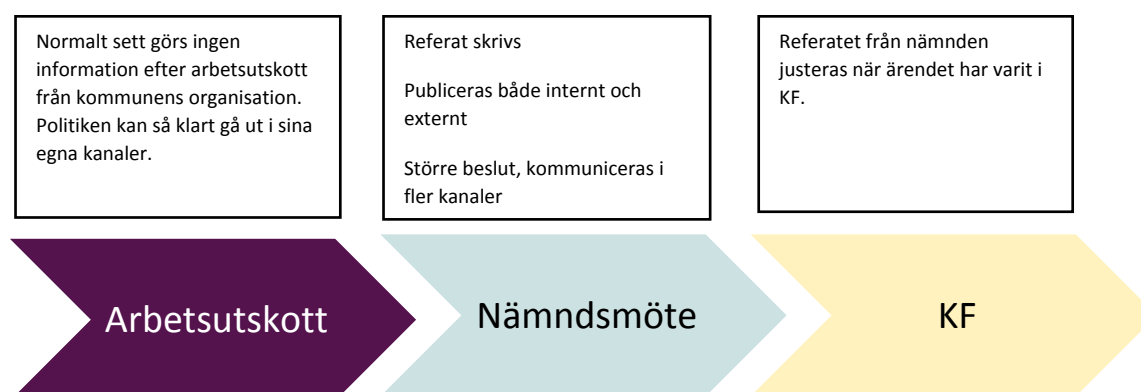 Normalt sett görs ingen
information efter arbetsutskott
från kommunens organisation.
Politiken kan så klart gå ut i sina
egna kanaler.
Referat skrivs
Publiceras både internt och
externt
Större beslut, kommuniceras i
fler kanaler
Referatet från nämnden
justeras när ärendet har varit i
KF.
Arbetsutskott
Nämndsmöte
KF